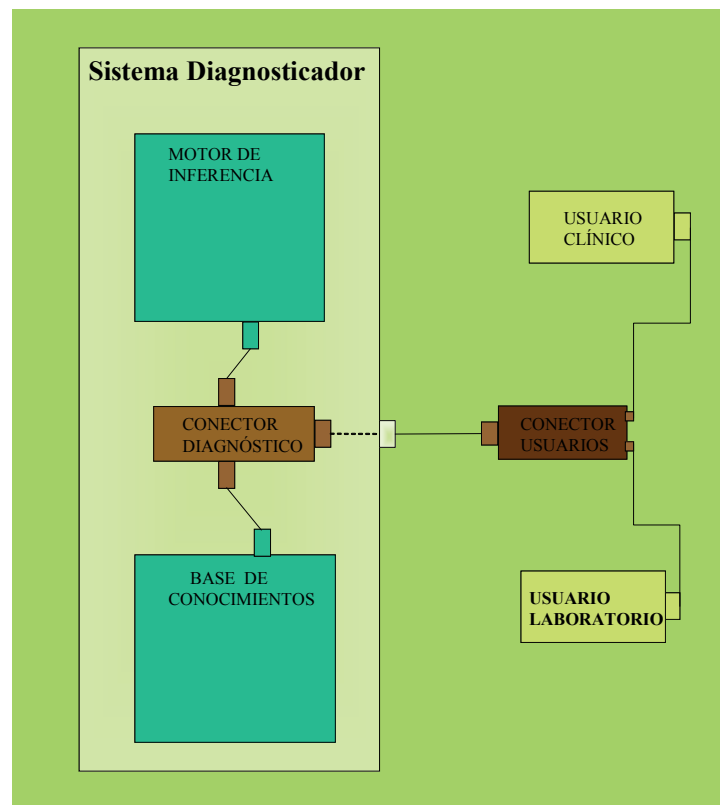 Sistema Diagnosticador
MOTOR DE
INFERENCIA
USUARIO
CLÍNICO
CONECTOR
DIAGNÓSTICO
CONECTOR
USUARIOS
BASE DE
CONOCIMIENTOS
USUARIO
LABORATORIO